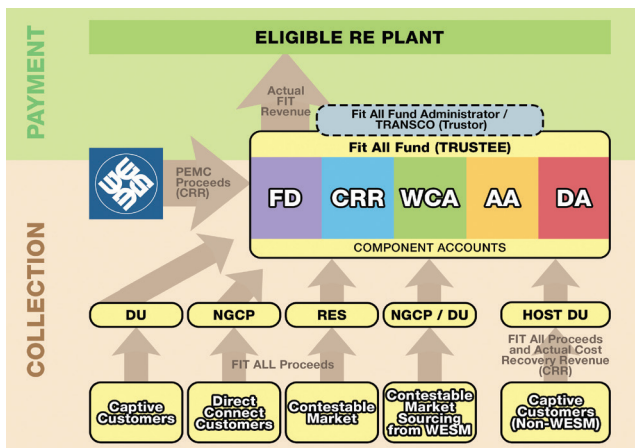 PAYMENT
ELIGIBLE RE PLANT
Actual
FIT
Revenue
Fit All Fund Administrator /
TRANSCO (Trustor)
Fit All Fund (TRUSTEE)
PEMC
Proceeds
(CRR)
FD
CRR
WCA
AA
DA
COMPONENT ACCOUNTS
COLLECTION
DU
NGCP
RES
NGCP / DU
HOST DU
FIT ALL Proceeds
FIT All Proceeds
and Actual Cost
Recovery Revenue
(CRR)
Captive
Customers
Direct
Connect
Customers
Contestable
Market
Contestable
Market
Sourcing
from WESM
Captive
Customers
(Non-WESM)